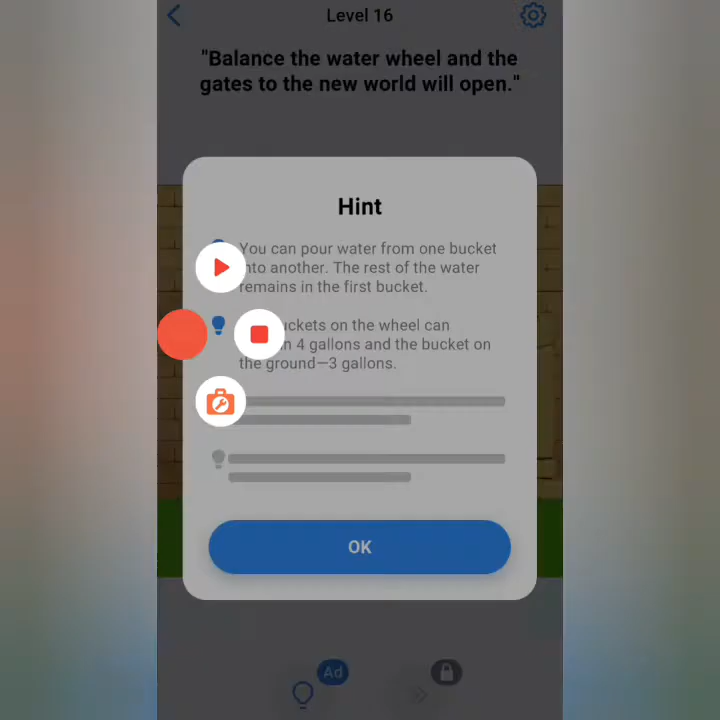 Level 16
"Balance the water wheel and the
gates to the new world will open."
Hint
You can pour water from one bucket
into another. The rest of the water
remains in the first bucket.
buckets on the wheel can
4 gallons and the bucket on
the ground—3 gallons.
OK
Ad